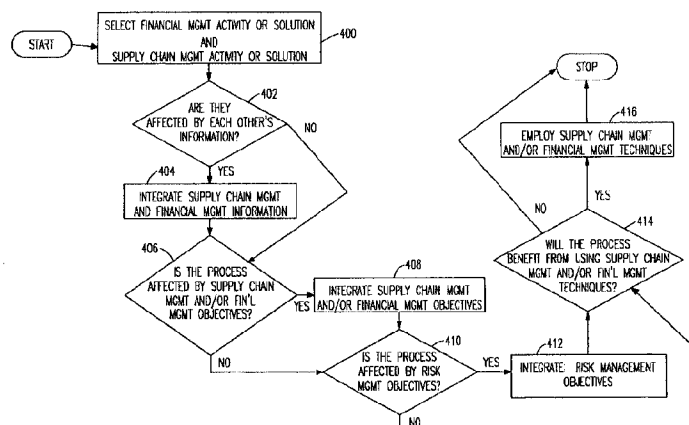 START
SELECT FINANCIAL MGMT ACTIVITY OR SOLUTION
AND
SUPPLY CHAIN MGMT ACTIVITY OR SOLUTION
400
402
ARE THEY
AFFECTED BY EACH OTHER'S
INFORMATION?
NO
YES
404
INTEGRATE SUPPLY CHAIN MGMT
AND FINANCIAL MGMT INFORMATION
406
IS THE PROCESS
AFFECTED BY SUPPLY CHAIN
MGMT AND/OR FIN'L
MGMT OBJECTIVES?
YES
NO
408
INTEGRATE SUPPLY CHAIN MGMT
AND/OR FINANCIAL MGMT OBJECTIVES
410
IS THE PROCESS
AFFECTED BY RISK
MGMT OBJECTIVES?
YES
NO
412
INTEGRATE RISK MANAGEMENT
OBJECTIVES
414
WILL THE PROCESS
BENEFIT FROM USING SUPPLY CHAIN
MGMT AND/OR FIN'L MGMT
TECHNIQUES?
NO
YES
416
EMPLOY SUPPLY CHAIN MGMT
AND/OR FINANCIAL MGMT TECHNIQUES
STOP